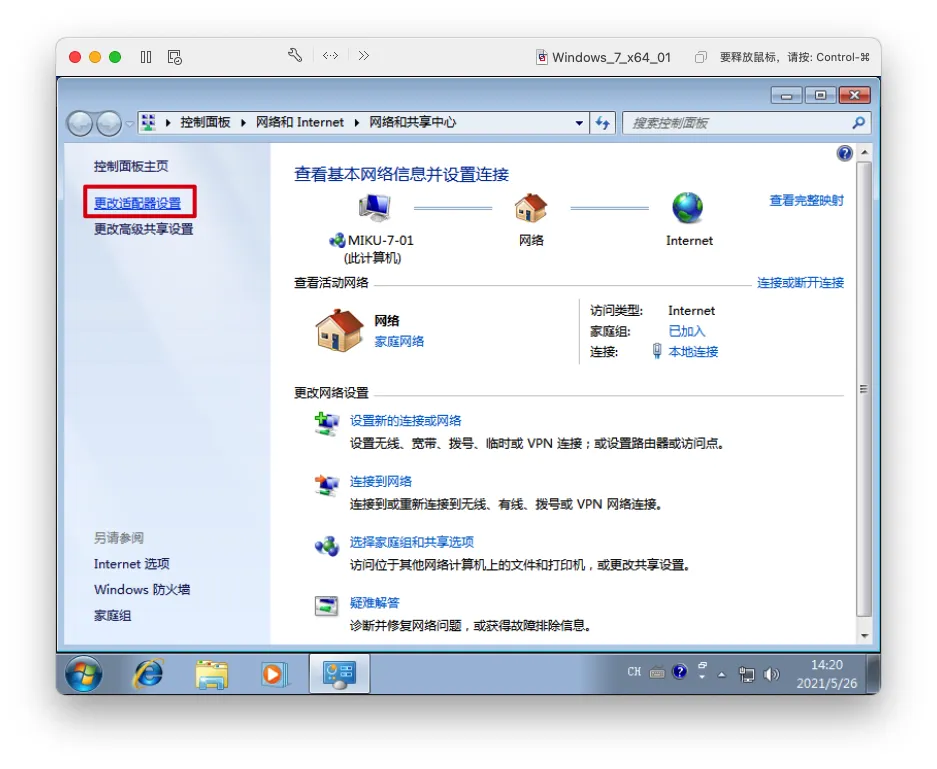 Windows_7_x64_01
要释放鼠标，请按: Control-⌘
控制面板 ▸ 网络和 Internet ▸ 网络和共享中心
搜索控制面板
控制面板主页
更改适配器设置
更改高级共享设置
另请参阅
Internet 选项
Windows 防火墙
家庭组
查看基本网络信息并设置连接
查看完整映射
MIKU-7-01
(此计算机)
网络
Internet
查看活动网络
连接或断开连接
网络
家庭网络
访问类型: Internet
家庭组: 已加入
连接: 本地连接
更改网络设置
设置新的连接或网络
设置无线、宽带、拨号、临时或 VPN 连接；或设置路由器或访问点。
连接到网络
连接到或重新连接到无线、有线、拨号或 VPN 网络连接。
选择家庭组和共享选项
访问位于其他网络计算机上的文件和打印机，或更改共享设置。
疑难解答
诊断并修复网络问题，或获得故障排除信息。
CH
14:20
2021/5/26